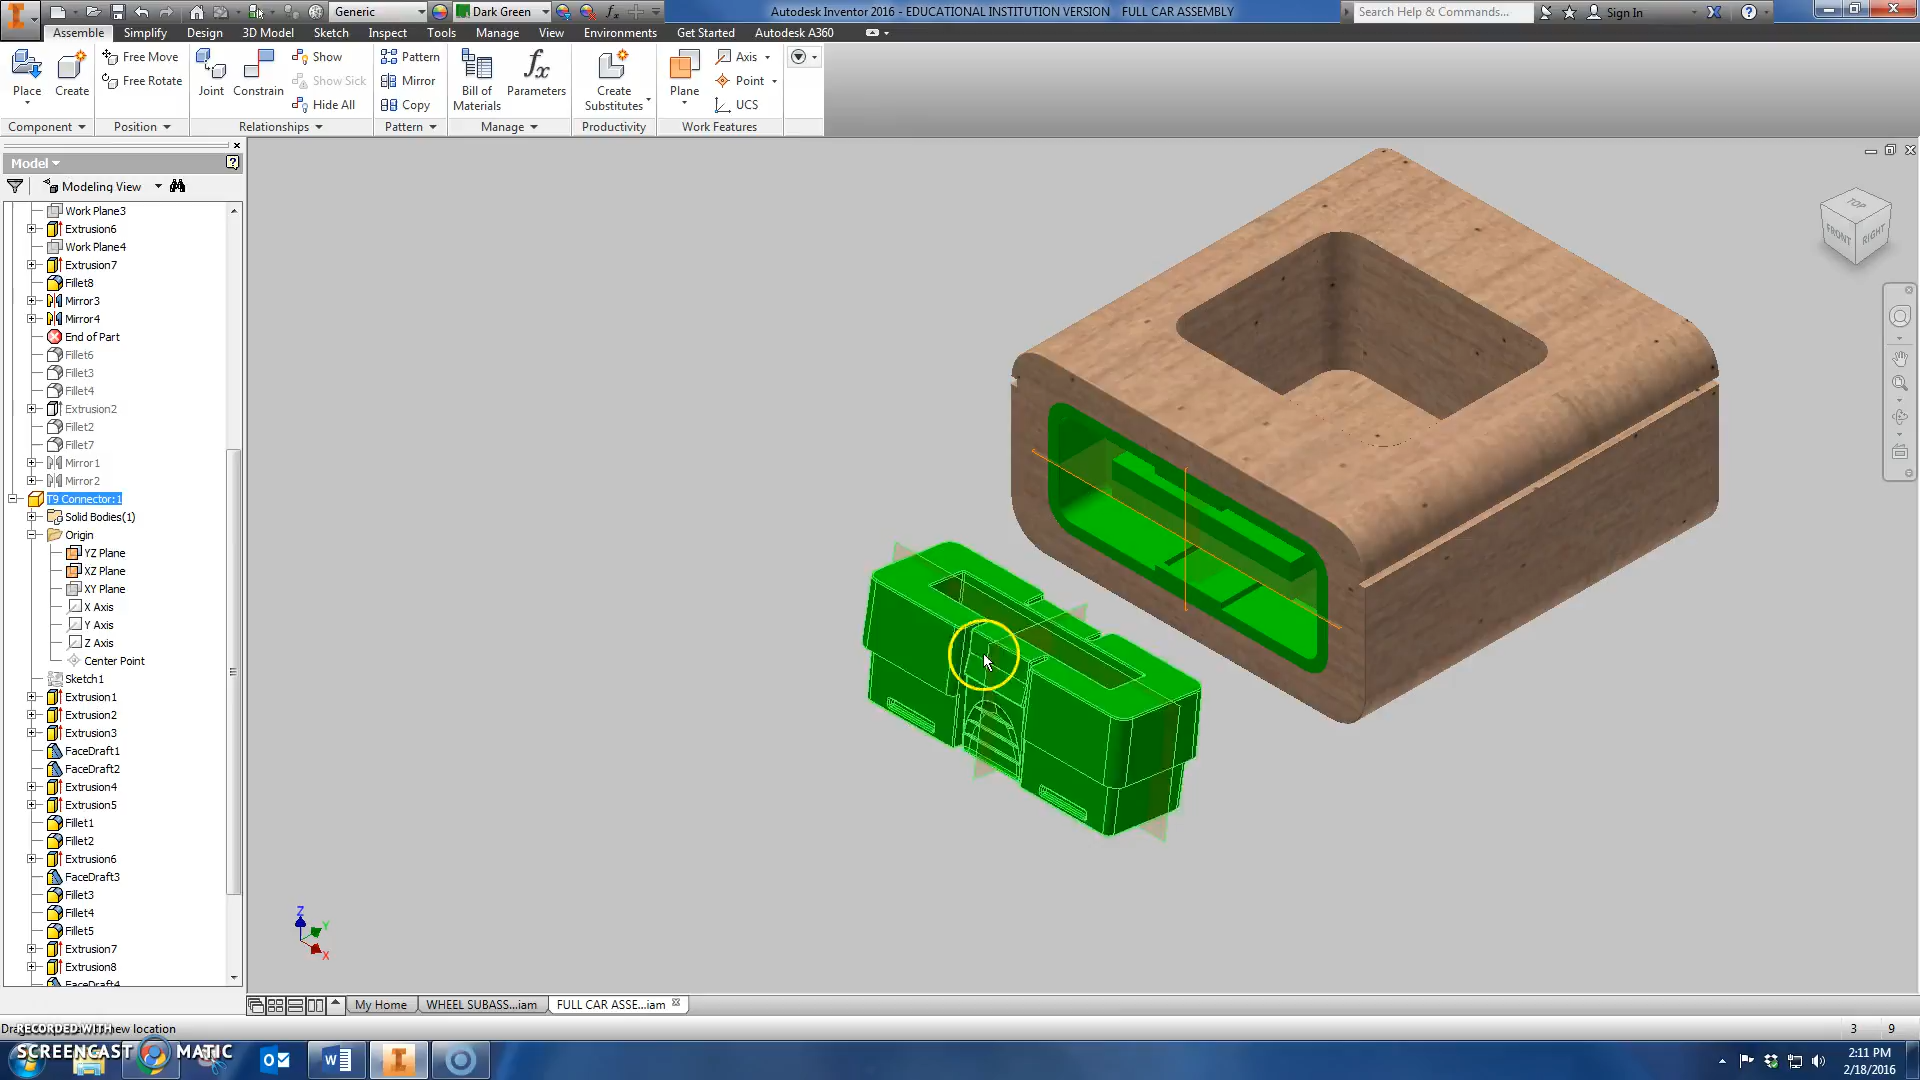 Generic
Dark Green
Autodesk Inventor 2016 - EDUCATIONAL INSTITUTION VERSION FULL CAR ASSEMBLY
Search Help & Commands...
Sign In
Assemble Simplify Design 3D Model Sketch Inspect Tools Manage View Environments Get Started Autodesk A360
Place
Create
Free Move
Free Rotate
Joint
Constrain
Show
Show Sick
Hide All
Pattern
Mirror
Copy
Bill of Materials
fx
Parameters
Create Substitutes
Plane
Axis
Point
UCS
Component
Position
Relationships
Pattern
Manage
Productivity
Work Features
Model
Modeling View
Work Plane3
Extrusion6
Work Plane4
Extrusion7
Fillet8
Mirror3
Mirror4
End of Part
Fillet6
Fillet3
Fillet4
Extrusion2
Fillet2
Fillet7
Mirror1
Mirror2
T9 Connector:1
Solid Bodies(1)
Origin
YZ Plane
XZ Plane
XY Plane
X Axis
Y Axis
Z Axis
Center Point
Sketch1
Extrusion1
Extrusion2
Extrusion3
FaceDraft1
FaceDraft2
Extrusion4
Extrusion5
Fillet1
Fillet2
Extrusion6
FaceDraft3
Fillet3
Fillet4
Fillet5
Extrusion7
Extrusion8
FaceDraft4
TOP
FRONT
RIGHT
Z
Y
X
My Home
WHEEL SUBASS...iam
FULL CAR ASSE...iam
new location
3 9
RECORDED WITH
SCREENCAST MATIC
2:11 PM
2/18/2016